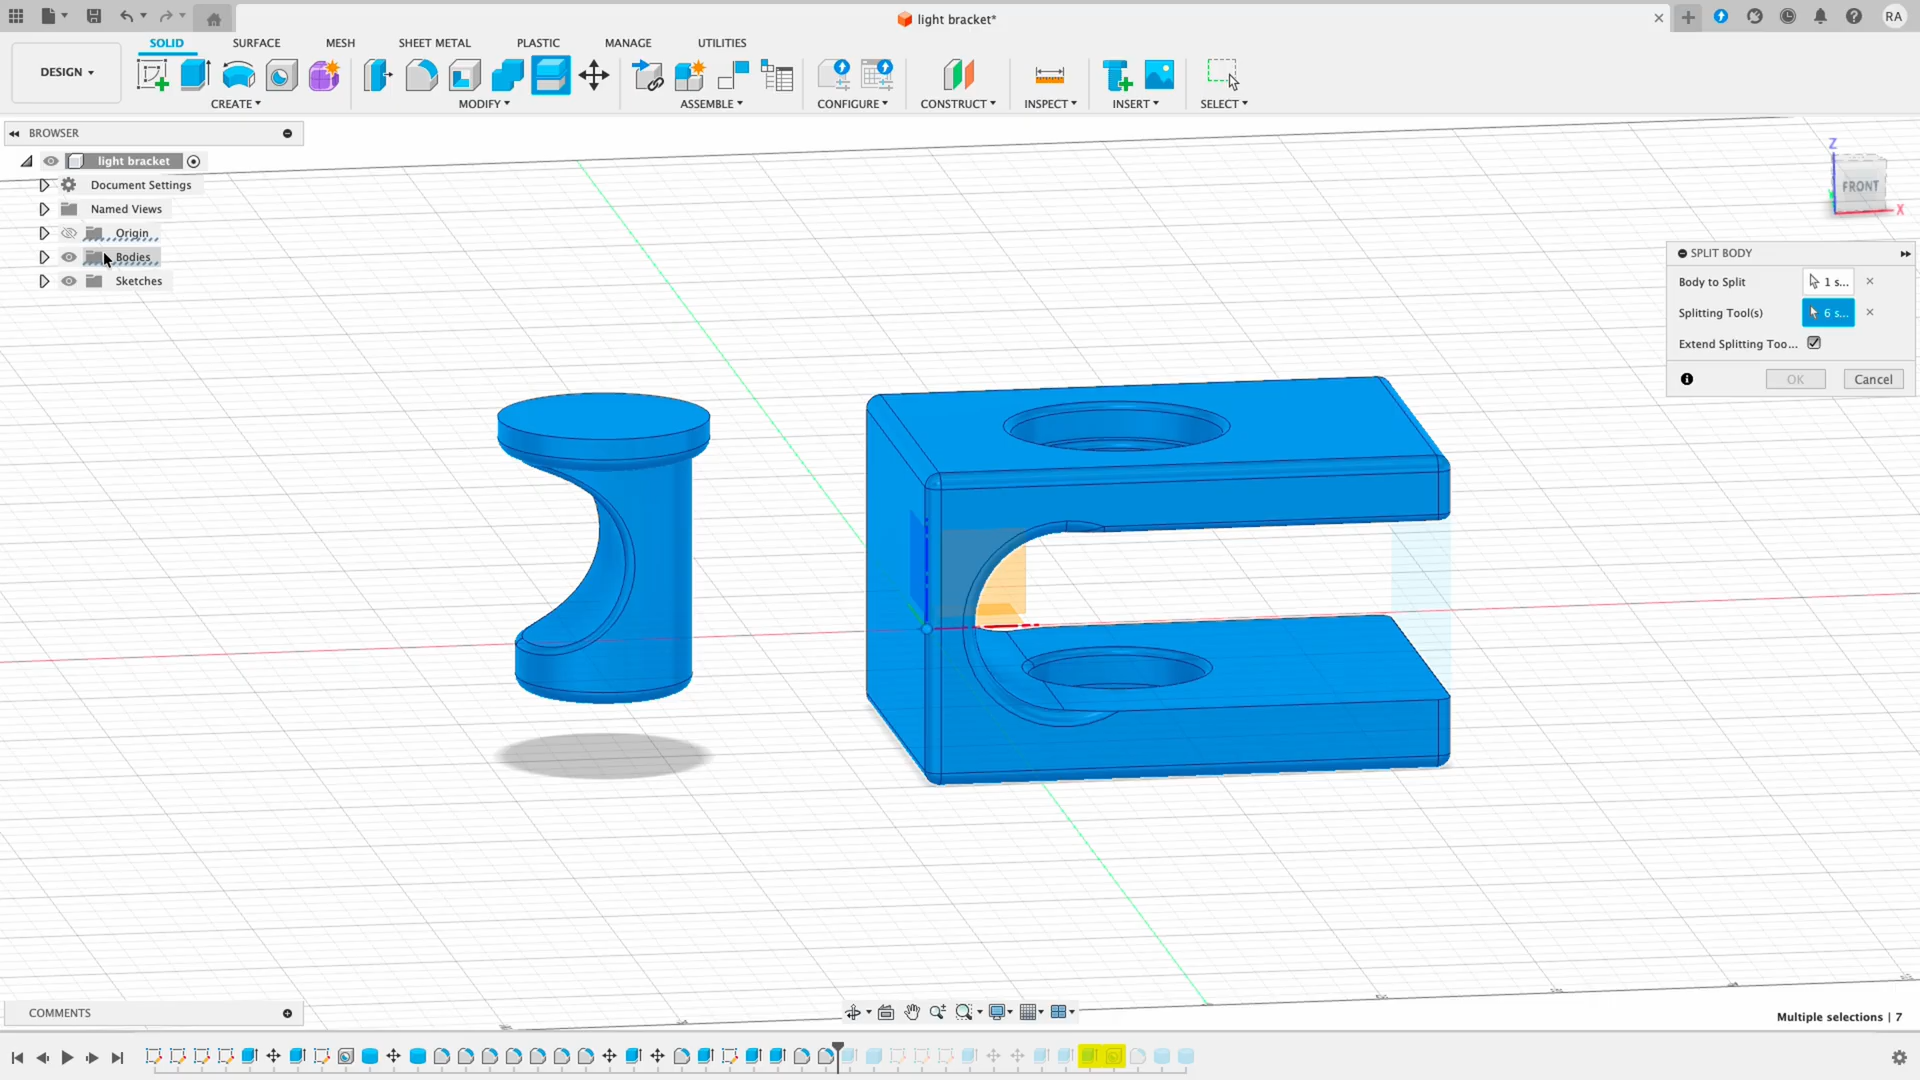 light bracket*
RA
DESIGN
SOLID
SURFACE
MESH
SHEET METAL
PLASTIC
MANAGE
UTILITIES
CREATE
MODIFY
ASSEMBLE
CONFIGURE
CONSTRUCT
INSPECT
INSERT
SELECT
BROWSER
light bracket
Document Settings
Named Views
Origin
Bodies
Sketches
Z
FRONT
X
SPLIT BODY
Body to Split 1 s...
Splitting Tool(s) 6 s...
Extend Splitting Too...
OK Cancel
COMMENTS
Multiple selections | 7